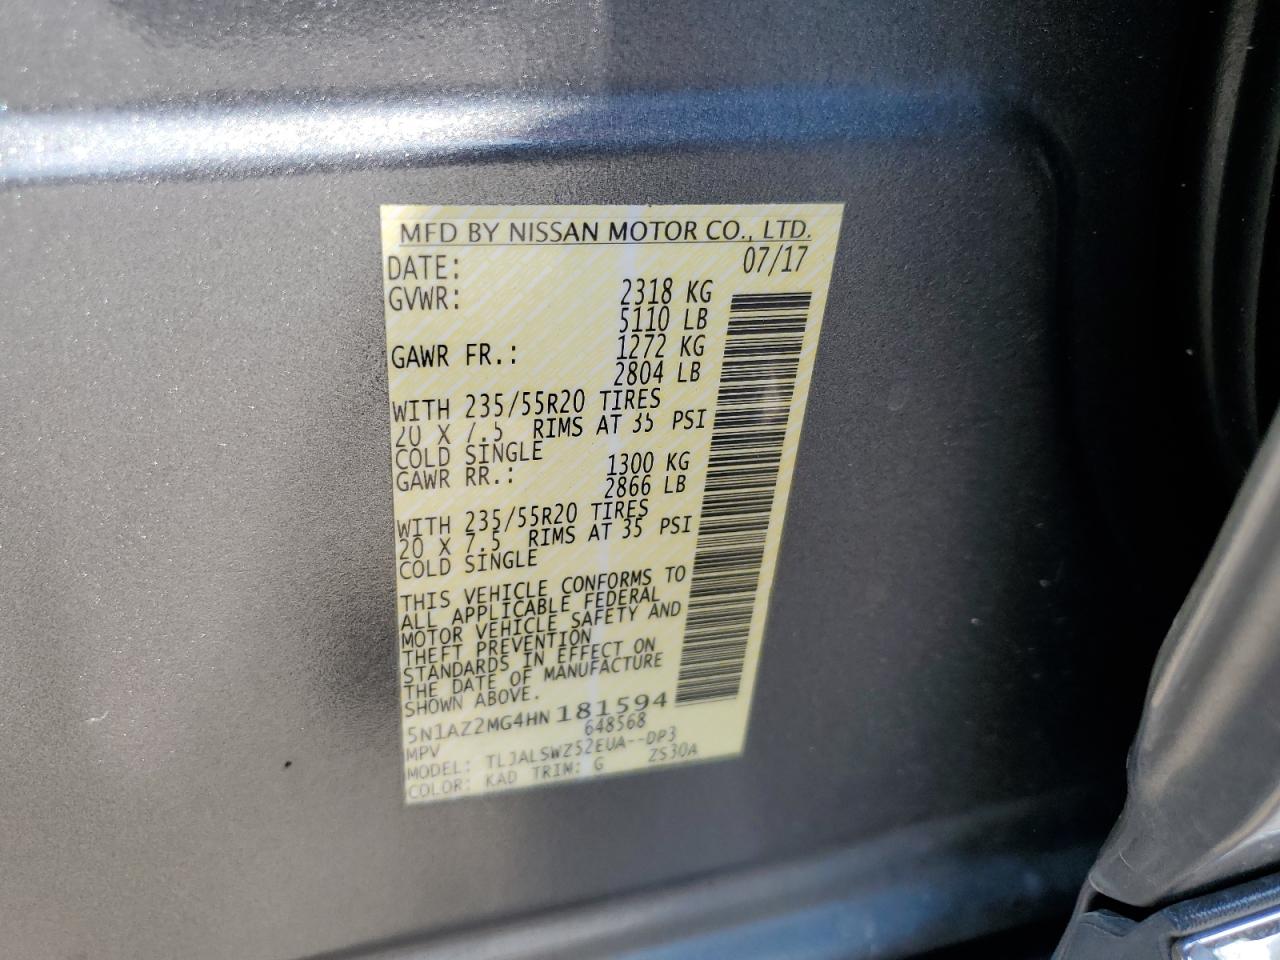 MFD BY NISSAN MOTOR CO., LTD.
DATE: 07/17
GVWR: 2318 KG
5110 LB
GAWR FR.: 1272 KG
2804 LB
WITH 235/55R20 TIRES
20 X 7.5 RIMS AT 35 PSI
COLD SINGLE
GAWR RR.: 1300 KG
2866 LB
WITH 235/55R20 TIRES
20 X 7.5 RIMS AT 35 PSI
COLD SINGLE
THIS VEHICLE CONFORMS TO
ALL APPLICABLE FEDERAL
MOTOR VEHICLE SAFETY AND
THEFT PREVENTION
STANDARDS IN EFFECT ON
THE DATE OF MANUFACTURE
SHOWN ABOVE.
5N1AZ2MG4HN181594
MPV 648568
MODEL: TLJALSWZ52EUA--DP3
COLOR: KAD TRIM: G ZS30A